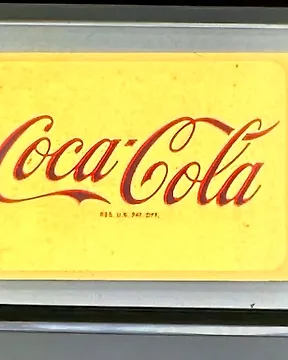 Coca-Cola
REG. U.S. PAT. OFF.